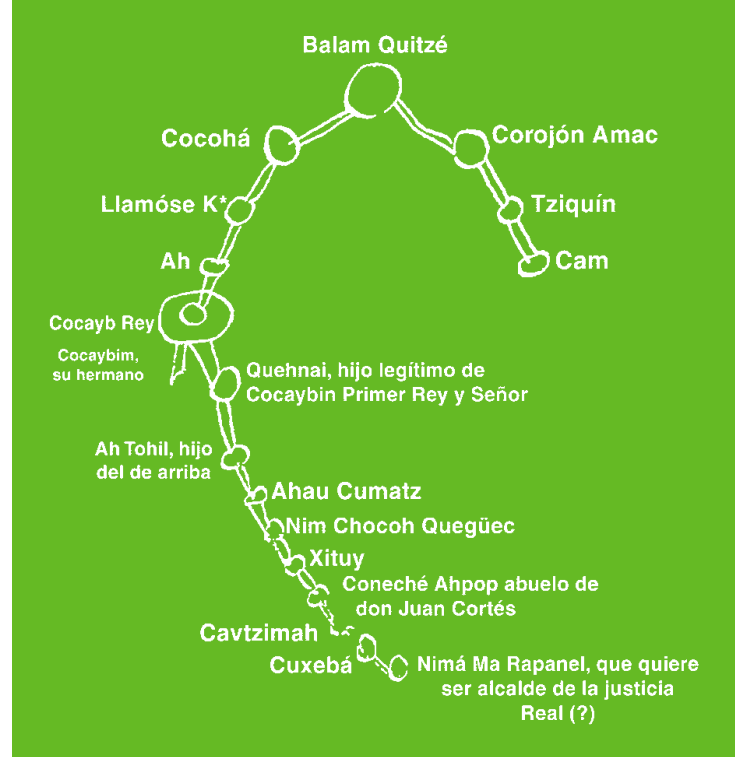 Balam Quitzé
Cocohá
Corojón Amac
Llamóse K*
Tziquín
Ah
Cam
Cocayb Rey
Cocaybim,
su hermano
Quehnai, hijo legítimo de
Cocaybin Primer Rey y Señor
Ah Tohil, hijo
del de arriba
Ahau Cumatz
Nim Chocoh Quegüec
Xituy
Coneché Ahpop abuelo de
don Juan Cortés
Cavtzimah
Cuxebá
Nimá Ma Rapanel, que quiere
ser alcalde de la justicia
Real (?)